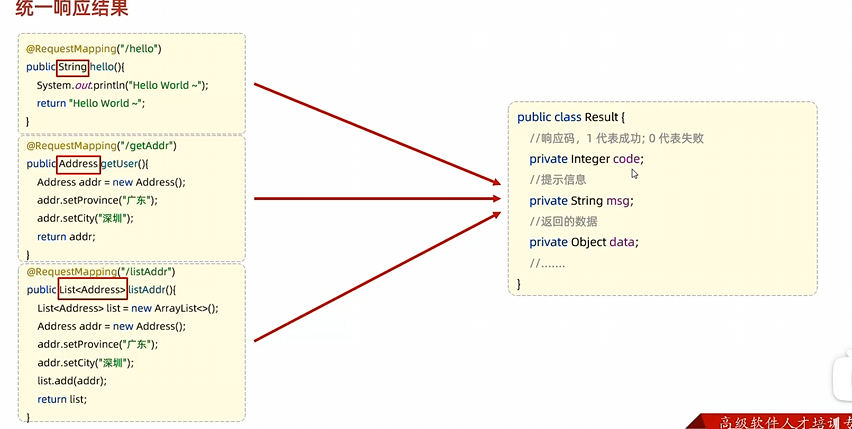 统一响应结果
@RequestMapping("/hello")
public String hello(){
System.out.println("Hello World ~");
return "Hello World ~";
}
@RequestMapping("/getAddr")
public Address getUser(){
Address addr = new Address();
addr.setProvince("广东");
addr.setCity("深圳");
return addr;
}
@RequestMapping("/listAddr")
public List<Address> listAddr(){
List<Address> list = new ArrayList<>();
Address addr = new Address();
addr.setProvince("广东");
addr.setCity("深圳");
list.add(addr);
return list;
}
public class Result {
//响应码，1 代表成功; 0 代表失败
private Integer code;
//提示信息
private String msg;
//返回的数据
private Object data;
//.......
}
高级软件人才培训专